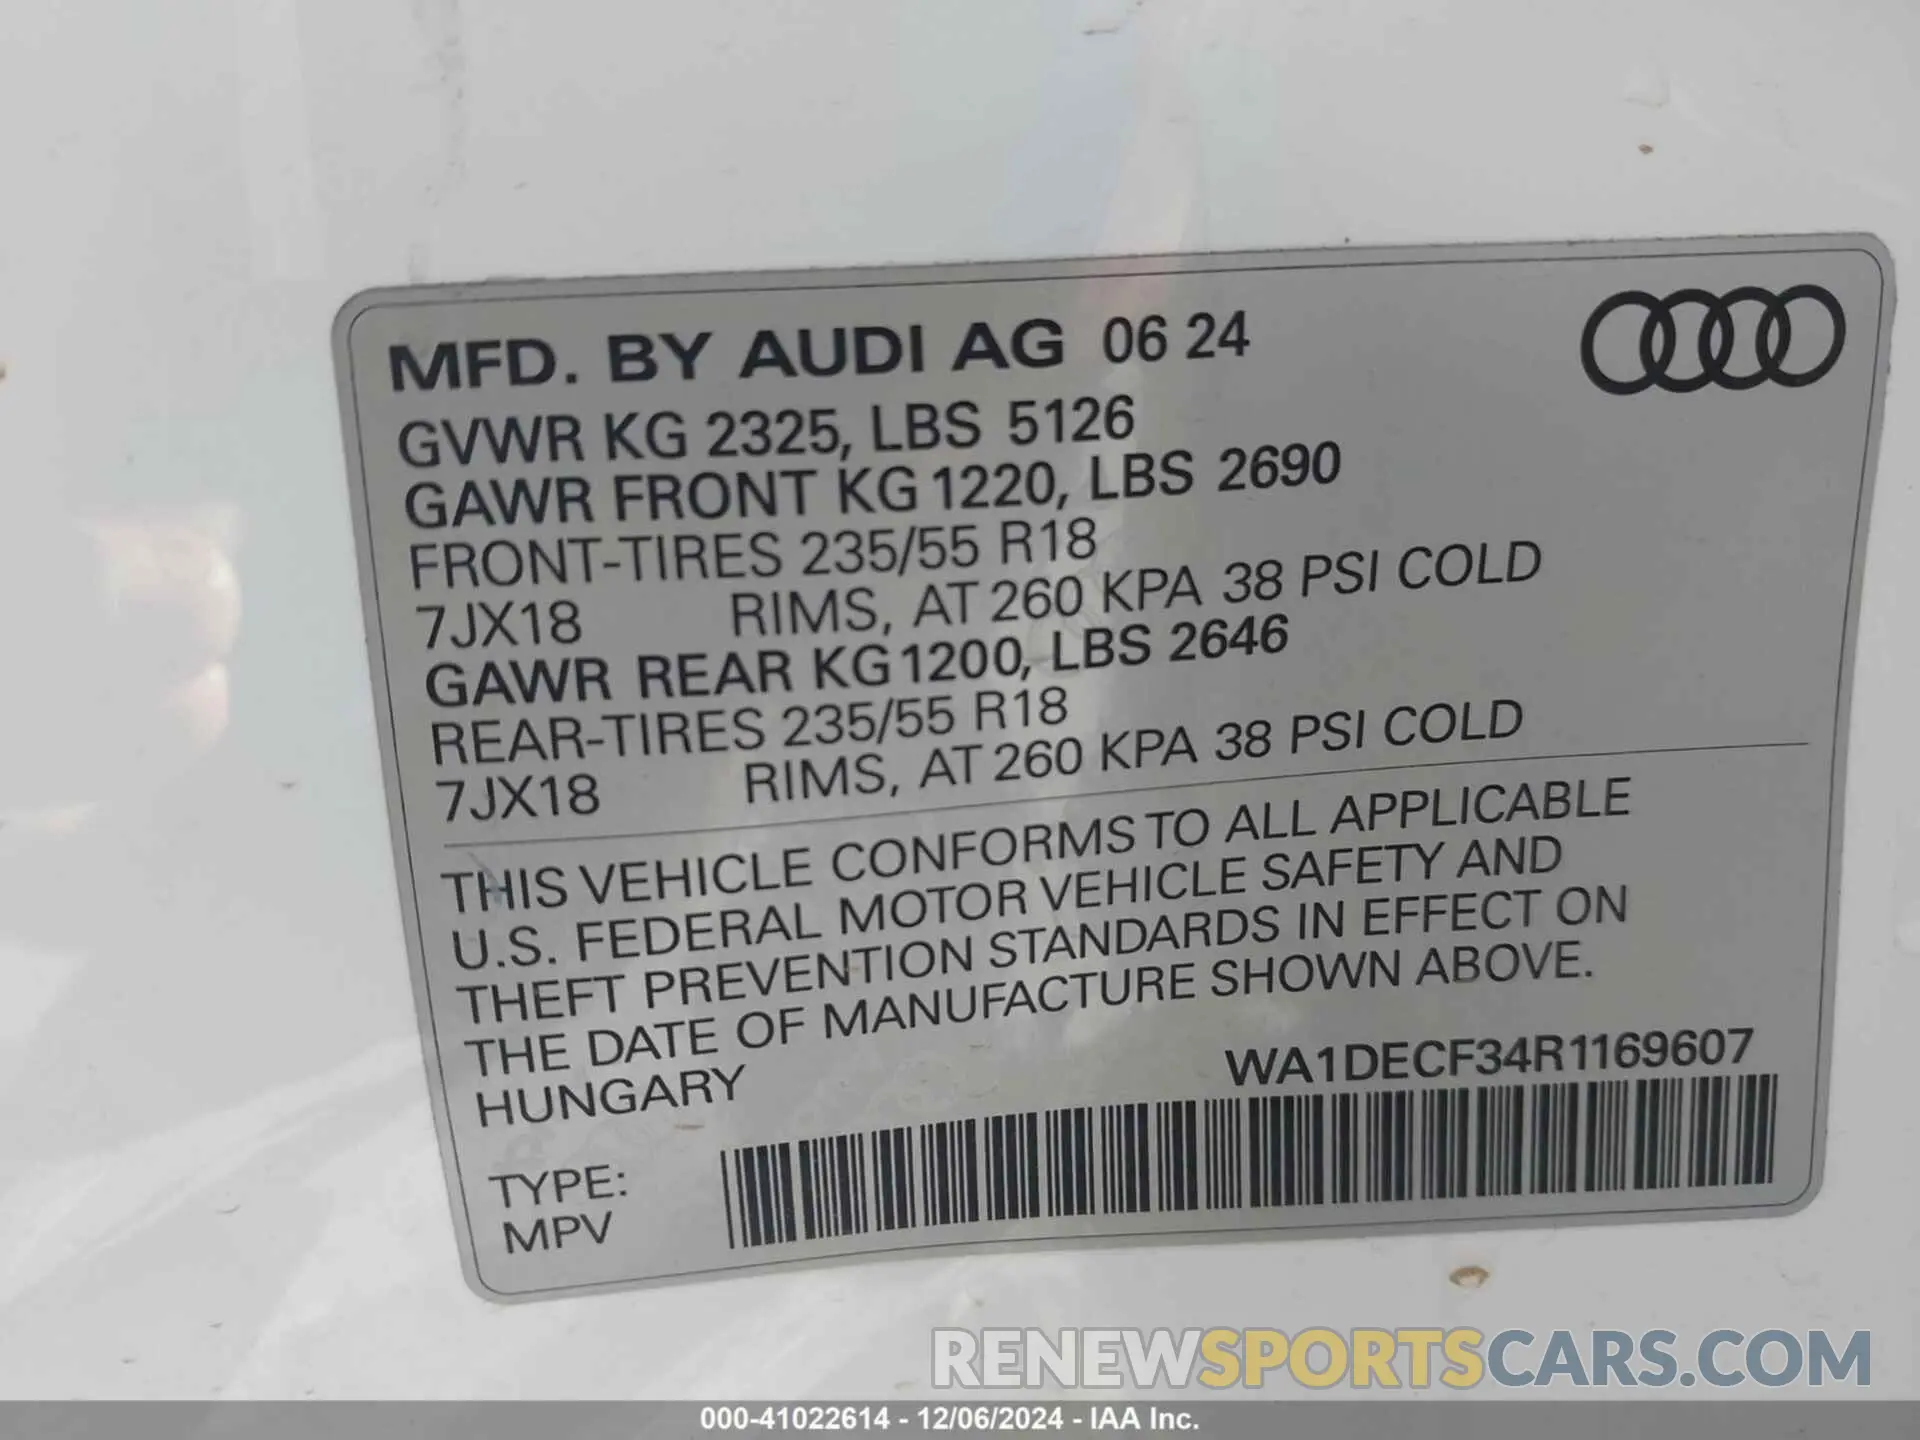 MFD. BY AUDI AG 06 24
GVWR KG 2325, LBS 5126
GAWR FRONT KG 1220, LBS 2690
FRONT-TIRES 235/55 R18
7JX18 RIMS, AT 260 KPA 38 PSI COLD
GAWR REAR KG 1200, LBS 2646
REAR-TIRES 235/55 R18
7JX18 RIMS, AT 260 KPA 38 PSI COLD
THIS VEHICLE CONFORMS TO ALL APPLICABLE
U.S. FEDERAL MOTOR VEHICLE SAFETY AND
THEFT PREVENTION STANDARDS IN EFFECT ON
THE DATE OF MANUFACTURE SHOWN ABOVE.
HUNGARY
WA1DECF34R1169607
TYPE:
MPV
RENEWSPORTSCARS.COM
000-41022614 - 12/06/2024 - IAA Inc.